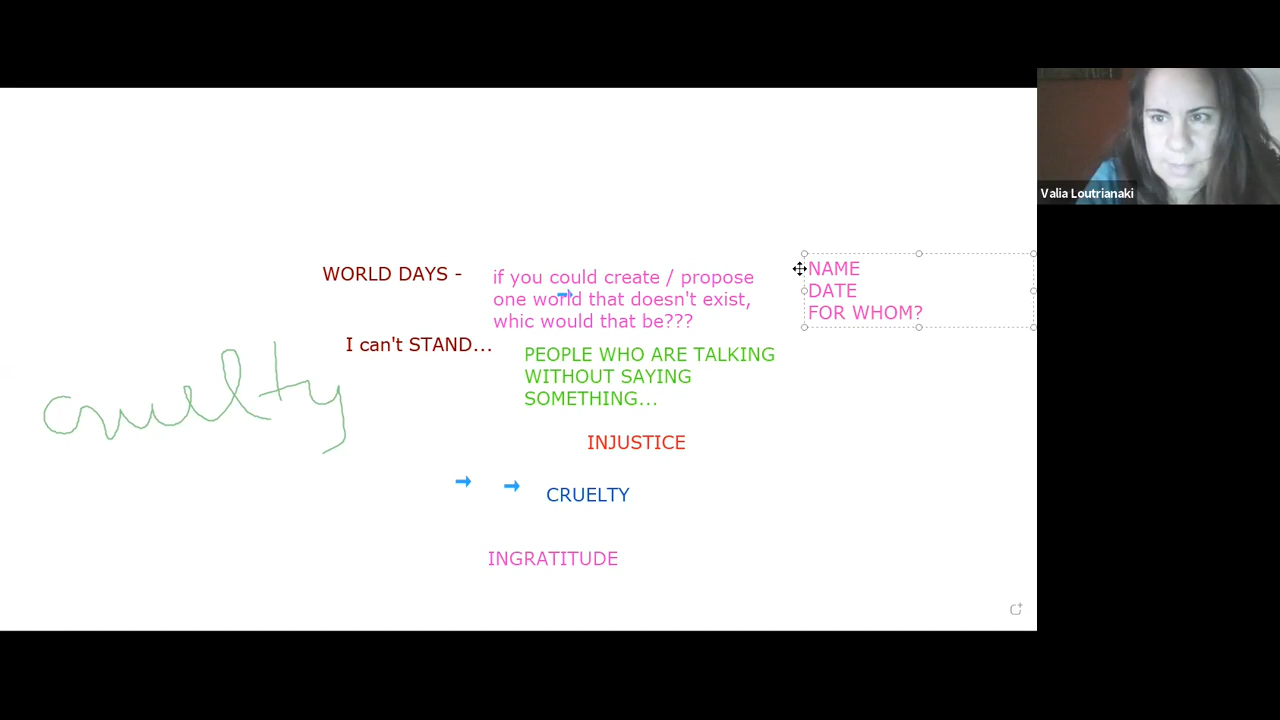 Valia Loutrianaki
WORLD DAYS -
if you could create / propose
one world that doesn't exist,
whic would that be???
NAME
DATE
FOR WHOM?
I can't STAND...
PEOPLE WHO ARE TALKING
WITHOUT SAYING
SOMETHING...
cruelty
INJUSTICE
CRUELTY
INGRATITUDE